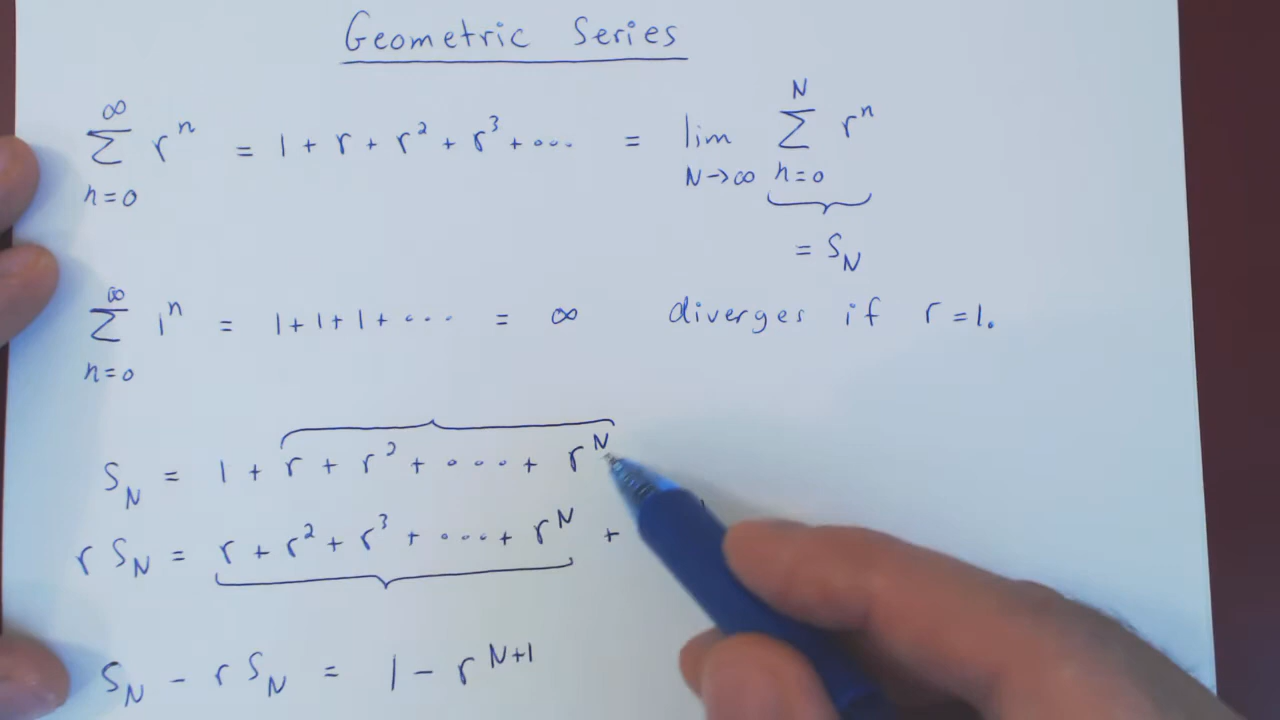 Geometric Series
∑_{n=0}^{∞} r^n = 1 + r + r^2 + r^3 + ... = lim_{N→∞} ∑_{n=0}^{N} r^n
= S_N
∑_{n=0}^{∞} 1^n = 1+1+1+... = ∞ diverges if r=1.
S_N = 1 + r + r^2 + .... + r^N
r S_N = r + r^2 + r^3 + .... + r^N +
S_N - r S_N = 1 - r^{N+1}